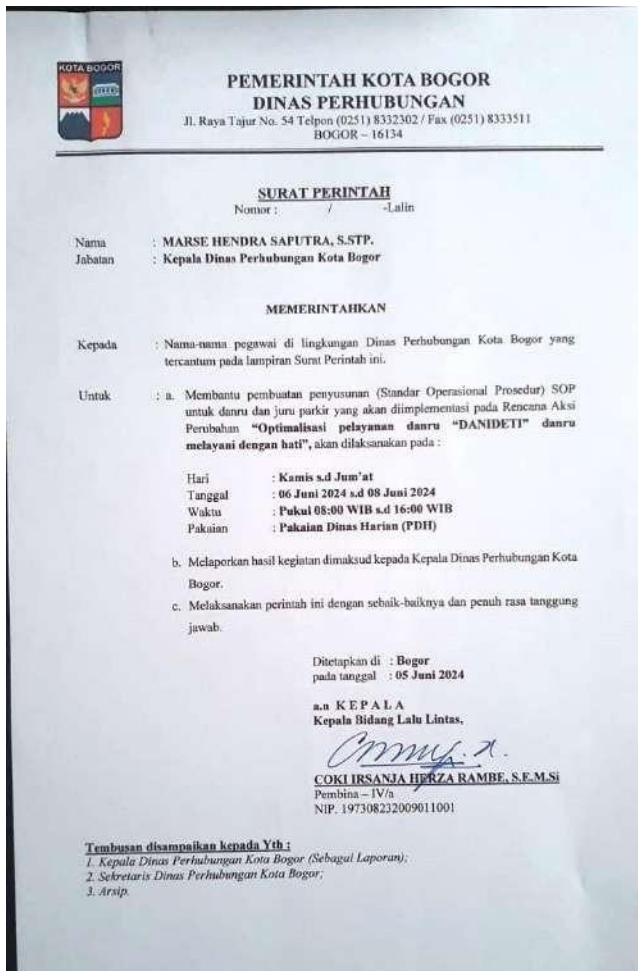 KOTA BOGOR
PEMERINTAH KOTA BOGOR
DINAS PERHUBUNGAN
Jl. Raya Tajur No. 54 Telpon (0251) 8332302 / Fax (0251) 8333511
BOGOR – 16134
SURAT PERINTAH
Nomor : / -Lalin
Nama : MARSE HENDRA SAPUTRA, S.STP.
Jabatan : Kepala Dinas Perhubungan Kota Bogor
MEMERINTAHKAN
Kepada : Nama-nama pegawai di lingkungan Dinas Perhubungan Kota Bogor yang
tercantum pada lampiran Surat Perintah ini.
Untuk : a. Membantu pembuatan penyusunan (Standar Operasional Prosedur) SOP
untuk danru dan juru parkir yang akan diimplementasi pada Rencana Aksi
Perubahan “Optimalisasi pelayanan danru “DANIDETI” danru
melayani dengan hati”, akan dilaksanakan pada :
Hari : Kamis s.d Jum'at
Tanggal : 06 Juni 2024 s.d 08 Juni 2024
Waktu : Pukul 08:00 WIB s.d 16:00 WIB
Pakaian : Pakaian Dinas Harian (PDH)
b. Melaporkan hasil kegiatan dimaksud kepada Kepala Dinas Perhubungan Kota
Bogor.
c. Melaksanakan perintah ini dengan sebaik-baiknya dan penuh rasa tanggung
jawab.
Ditetapkan di : Bogor
pada tanggal : 05 Juni 2024
a.n K E P A L A
Kepala Bidang Lalu Lintas,
COKI IRSANJA HERZA RAMBE, S.E.M.Si
Pembina – IV/a
NIP. 197308232009011001
Tembusan disampaikan kepada Yth :
1. Kepala Dinas Perhubungan Kota Bogor (Sebagai Laporan);
2. Sekretaris Dinas Perhubungan Kota Bogor;
3. Arsip.